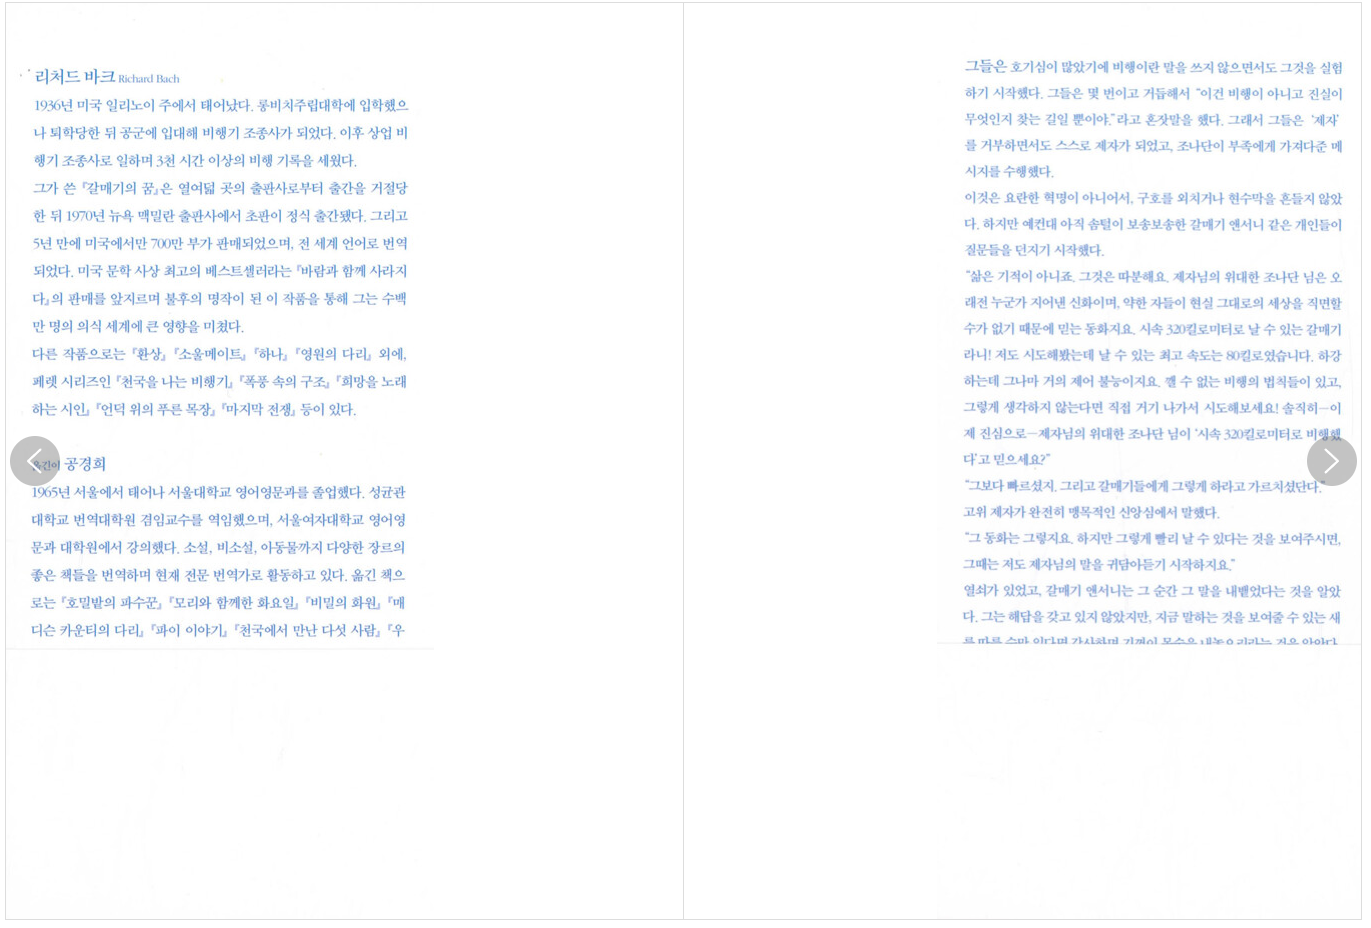 리처드 바크 Richard Bach
1936년 미국 일리노이 주에서 태어났다. 롱비치주립대학에 입학했으
나 퇴학당한 뒤 공군에 입대해 비행기 조종사가 되었다. 이후 상업 비
행기 조종사로 일하며 3천 시간 이상의 비행 기록을 세웠다.
그가 쓴 『갈매기의 꿈』은 열여덟 곳의 출판사로부터 출간을 거절당
한 뒤 1970년 뉴욕 맥밀란 출판사에서 초판이 정식 출간됐다. 그리고
5년 만에 미국에서만 700만 부가 판매되었으며, 전 세계 언어로 번역
되었다. 미국 문학 사상 최고의 베스트셀러라는 『바람과 함께 사라지
다』의 판매를 앞지르며 불후의 명작이 된 이 작품을 통해 그는 수백
만 명의 의식 세계에 큰 영향을 미쳤다.
다른 작품으로는 『환상』 『소울메이트』 『하나』 『영원의 다리』 외에,
페렛 시리즈인 『천국을 나는 비행기』 『폭풍 속의 구조』 『희망을 노래
하는 시인』 『언덕 위의 푸른 목장』 『마지막 전쟁』 등이 있다.
옮긴이 공경희
1965년 서울에서 태어나 서울대학교 영어영문과를 졸업했다. 성균관
대학교 번역대학원 겸임교수를 역임했으며, 서울여자대학교 영어영
문과 대학원에서 강의했다. 소설, 비소설, 아동물까지 다양한 장르의
좋은 책들을 번역하며 현재 전문 번역가로 활동하고 있다. 옮긴 책으
로는 『호밀밭의 파수꾼』 『모리와 함께한 화요일』 『비밀의 화원』 『매
디슨 카운티의 다리』 『파이 이야기』 『천국에서 만난 다섯 사람』 『우
그들은 호기심이 많았기에 비행이란 말을 쓰지 않으면서도 그것을 실험
하기 시작했다. 그들은 몇 번이고 거듭해서 “이건 비행이 아니고 진실이
무엇인지 찾는 길일 뿐이야.”라고 혼잣말을 했다. 그래서 그들은 ‘제자’
를 거부하면서도 스스로 제자가 되었고, 조나단이 부족에게 가져다준 메
시지를 수행했다.
이것은 요란한 혁명이 아니어서, 구호를 외치거나 현수막을 흔들지 않았
다. 하지만 예컨대 아직 솜털이 보송보송한 갈매기 앤서니 같은 개인들이
질문들을 던지기 시작했다.
“삶은 기적이 아니죠. 그것은 따분해요. 제자님의 위대한 조나단 님은 오
래전 누군가 지어낸 신화이며, 약한 자들이 현실 그대로의 세상을 직면할
수가 없기 때문에 믿는 동화지요. 시속 320킬로미터로 날 수 있는 갈매기
라니! 저도 시도해봤는데 날 수 있는 최고 속도는 80킬로였습니다. 하강
하는데 그나마 거의 제어 불능이지요. 깰 수 없는 비행의 법칙들이 있고,
그렇게 생각하지 않는다면 직접 거기 나가서 시도해보세요! 솔직히—이
제 진심으로—제자님의 위대한 조나단 님이 ‘시속 320킬로미터로 비행했
다’고 믿으세요?”
“그보다 빠르셨지. 그리고 갈매기들에게 그렇게 하라고 가르치셨단다.”
고위 제자가 완전히 맹목적인 신앙심에서 말했다.
“그 동화는 그렇지요. 하지만 그렇게 빨리 날 수 있다는 것을 보여주시면,
그때는 저도 제자님의 말을 귀담아듣기 시작하지요.”
열쇠가 있었고, 갈매기 앤서니는 그 순간 그 말을 내뱉었다는 것을 알았
다. 그는 해답을 갖고 있지 않았지만, 지금 말하는 것을 보여줄 수 있는 새
를 따를 수만 있다면 감사하며 기꺼이 목숨을 내놓으리라는 것을 알았다.